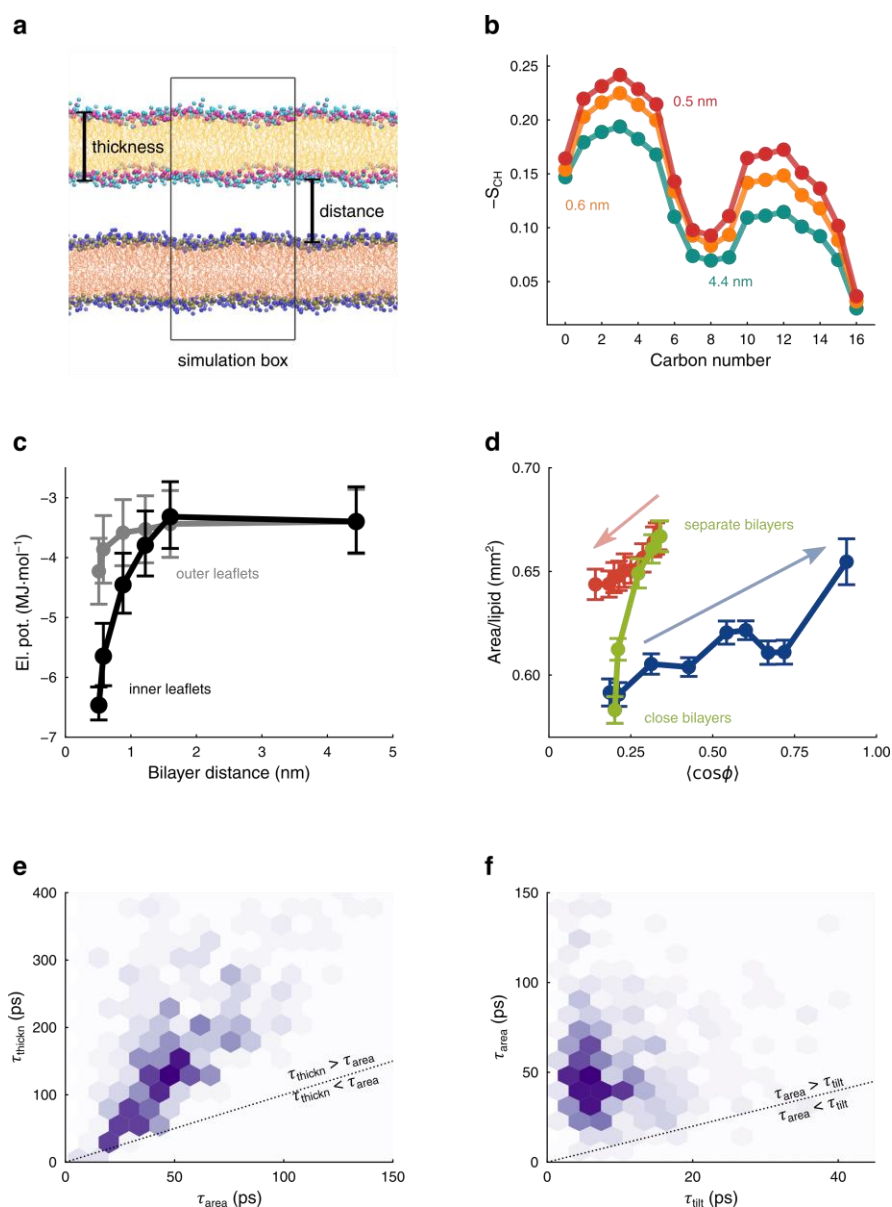 a
thickness
distance
simulation box
b
−S_CH
0.25
0.20
0.15
0.10
0.05
0.5 nm
0.6 nm
4.4 nm
0 2 4 6 8 10 12 14 16
Carbon number
c
El. pot. (MJ·mol⁻¹)
−3
−4
−5
−6
−7
outer leaflets
inner leaflets
0 1 2 3 4 5
Bilayer distance (nm)
d
Area/lipid (mm²)
0.70
0.65
0.60
separate bilayers
close bilayers
0 0.25 0.50 0.75 1.00
⟨cosϕ⟩
e
τ_thickn (ps)
400
300
200
100
0
τ_thickn > τ_area
τ_thickn < τ_area
0 50 100 150
τ_area (ps)
f
τ_area (ps)
150
100
50
0
τ_area > τ_tilt
τ_area < τ_tilt
0 20 40
τ_tilt (ps)